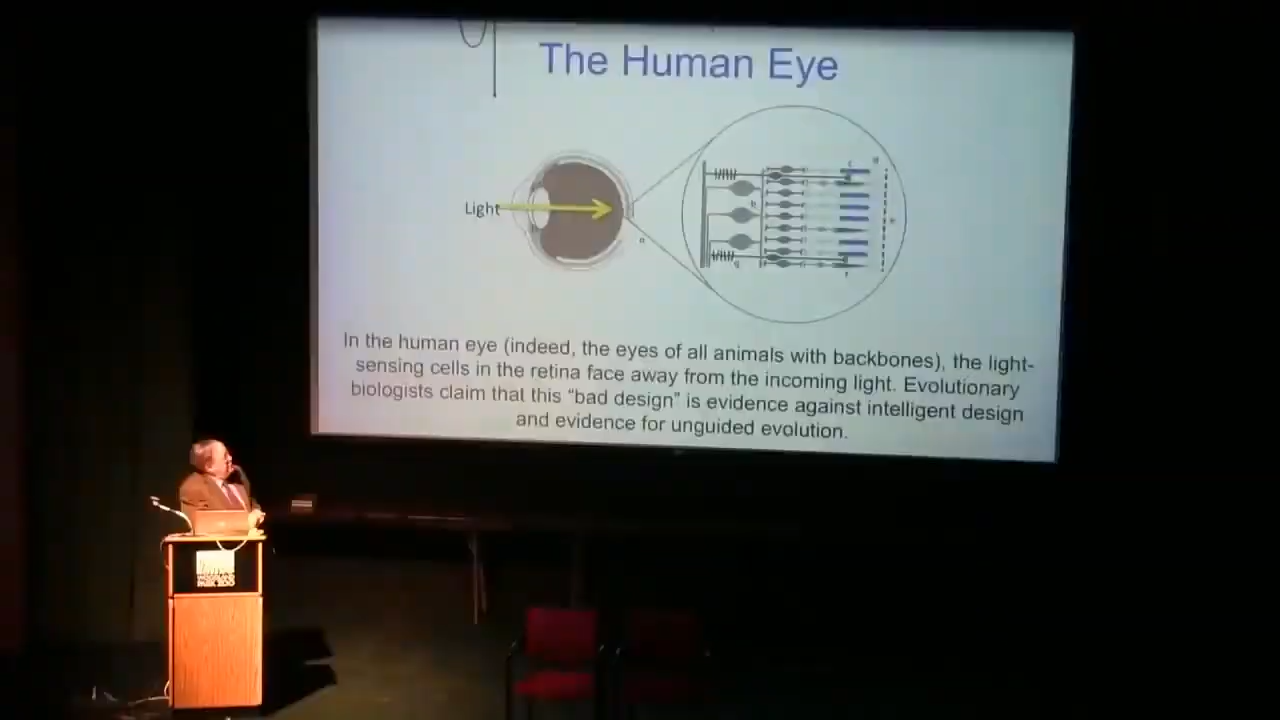 The Human Eye
Light
In the human eye (indeed, the eyes of all animals with backbones), the light-
sensing cells in the retina face away from the incoming light. Evolutionary
biologists claim that this “bad design” is evidence against intelligent design
and evidence for unguided evolution.